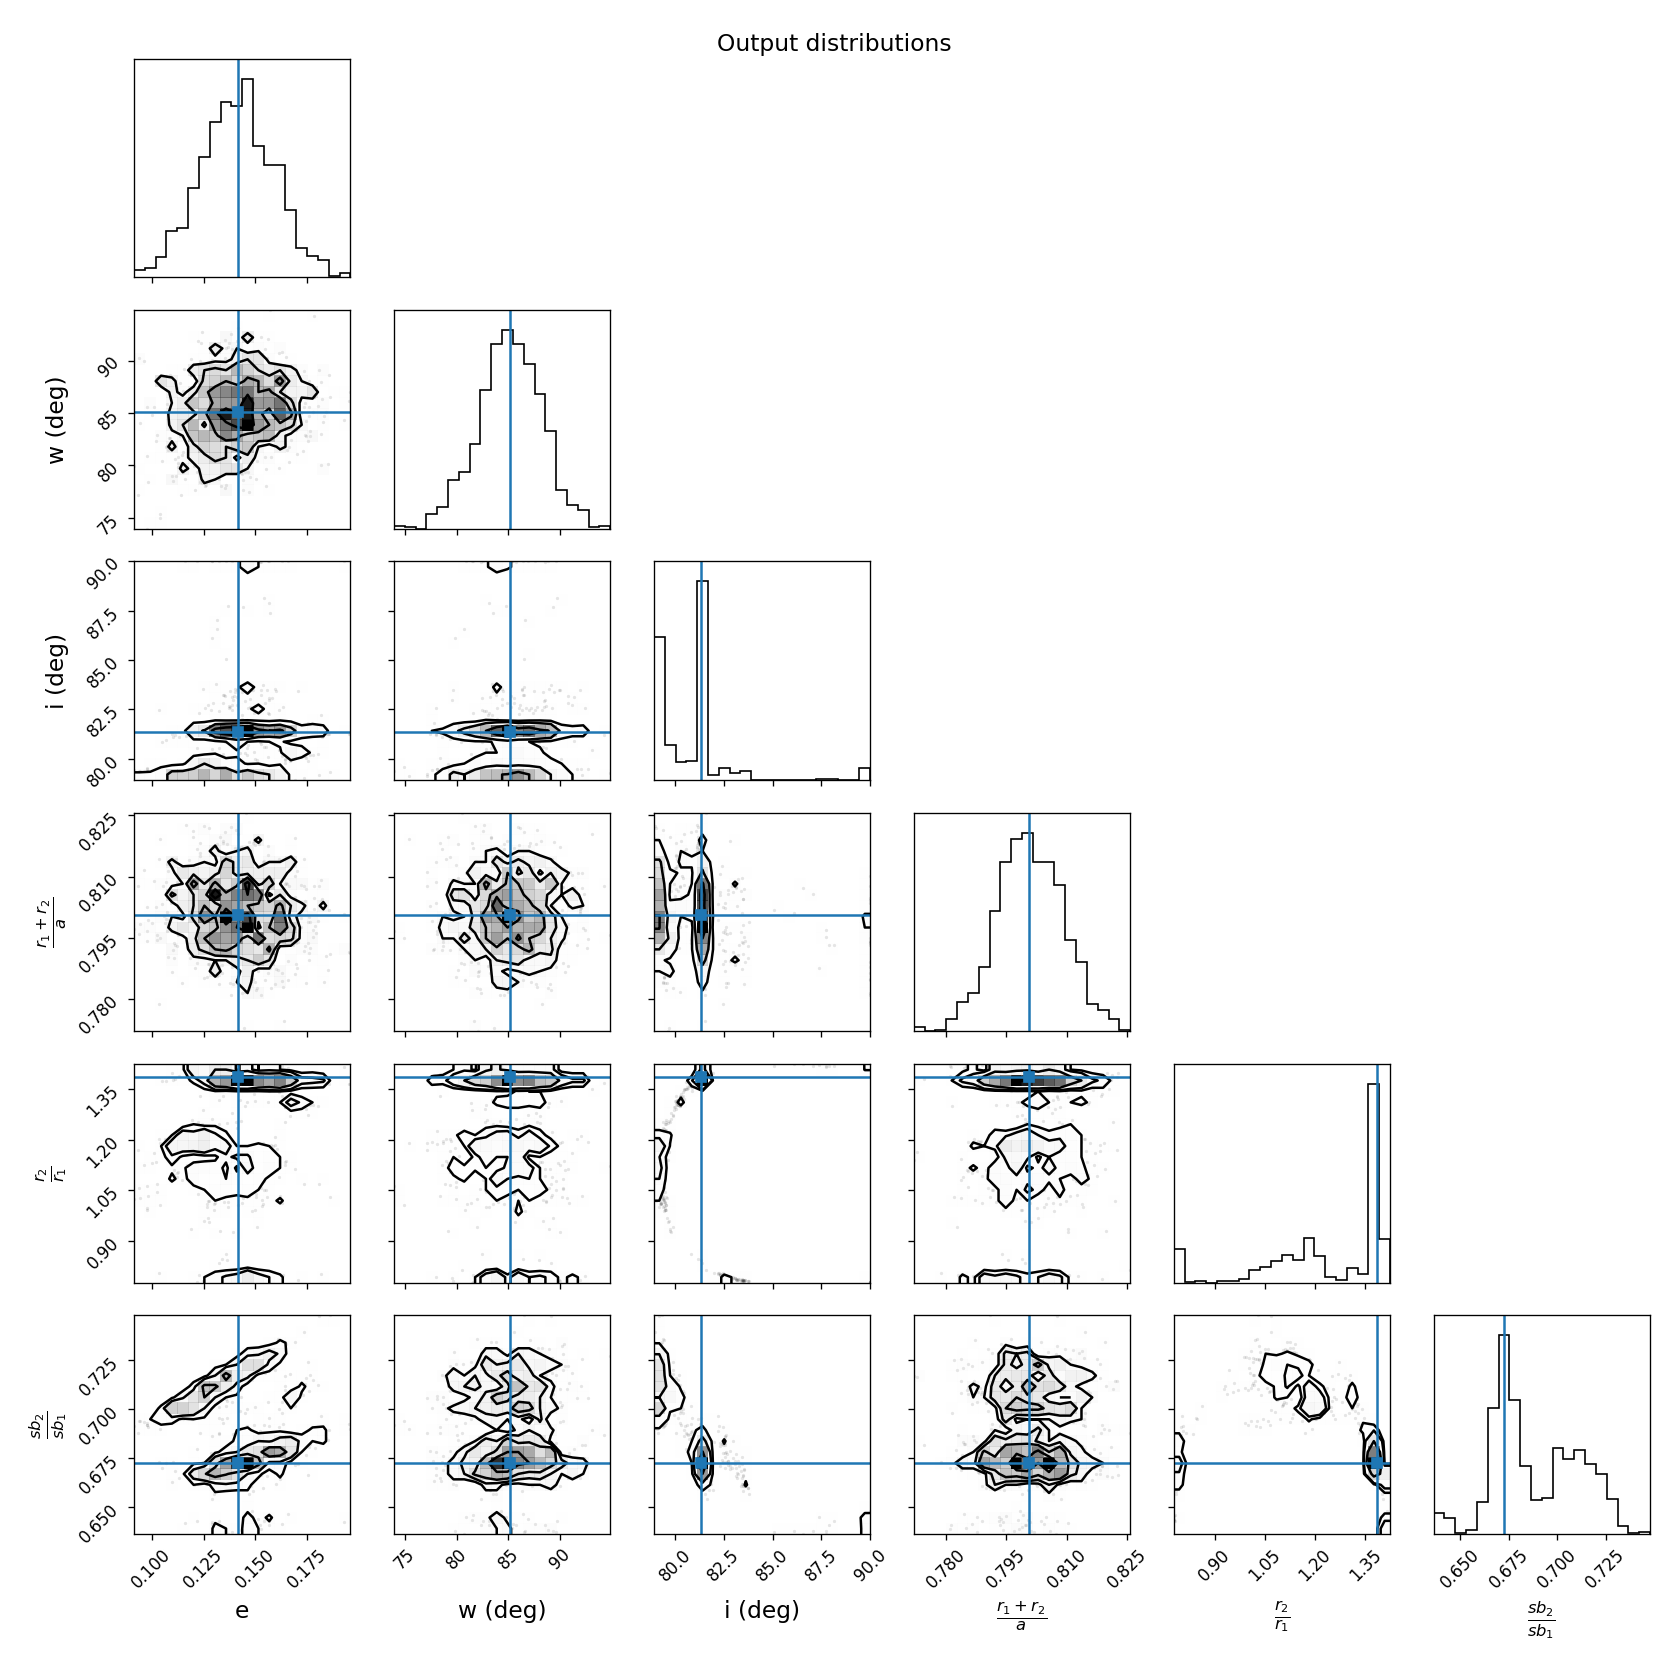 Output distributions
w (deg)
90
85
80
75
i (deg)
90.0
87.5
85.0
82.5
80.0
r₁ + r₂
a
0.825
0.810
0.795
0.780
r₂
r₁
1.35
1.20
1.05
0.90
sb₂
sb₁
0.725
0.700
0.675
0.650
0.100 0.125 0.150 0.175 75 80 85 90 80.0 82.5 85.0 87.5 90.0 0.780 0.795 0.810 0.825 0.90 1.05 1.20 1.35 0.650 0.675 0.700 0.725
e w (deg) i (deg)
r₁ + r₂ r₂ sb₂
a r₁ sb₁